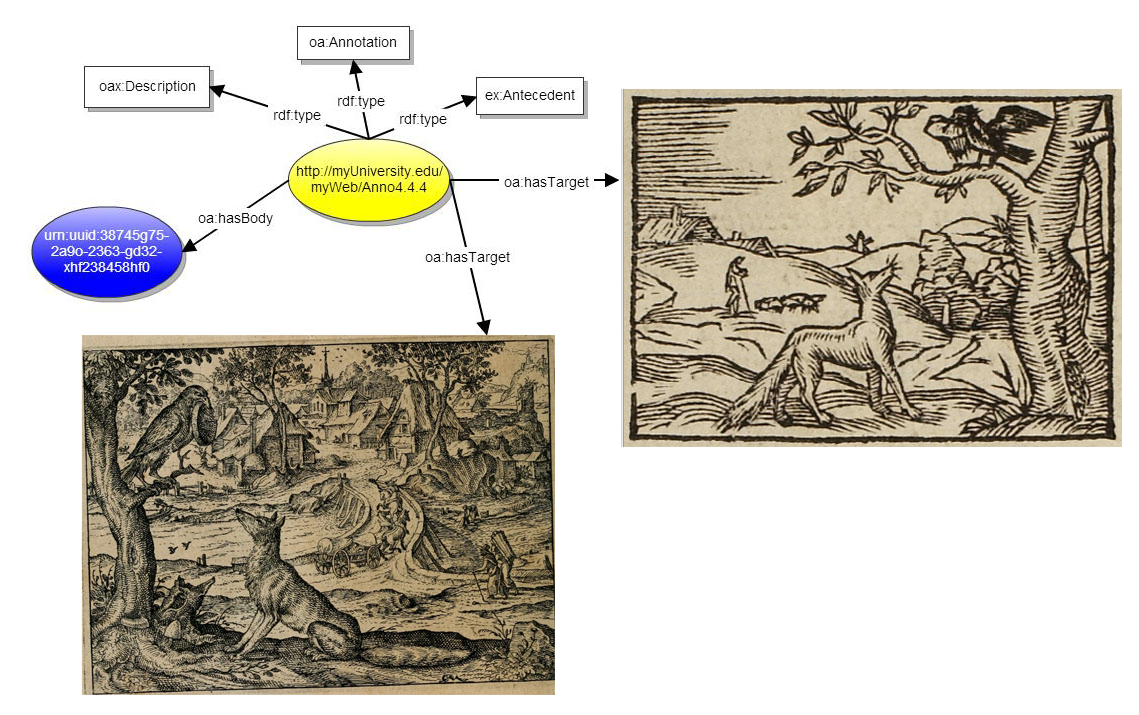 oa:Annotation
oax:Description
ex:Antecedent
rdf:type
rdf:type
rdf:type
http://myUniversity.edu/
myWeb/Anno4.4.4
oa:hasTarget
oa:hasBody
urn:uuid:38745g75-
2a9o-2363-gd32-
xhf238458hf0
oa:hasTarget